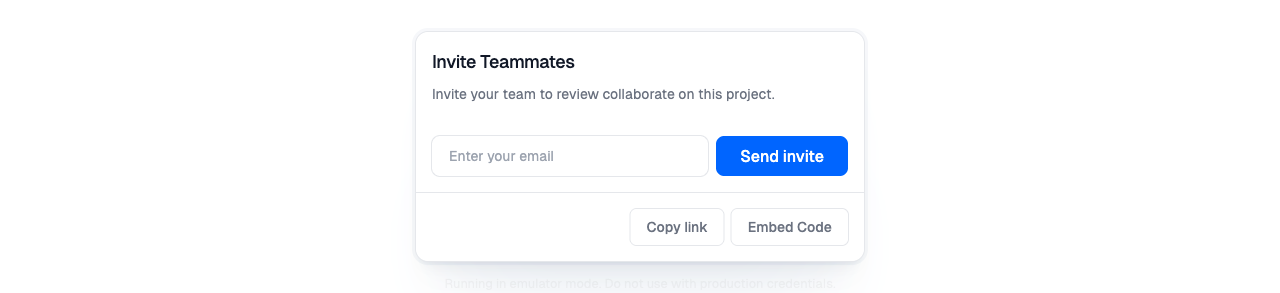 Invite Teammates
Invite your team to review collaborate on this project.
Enter your email
Send invite
Copy link
Embed Code
Running in emulator mode. Do not use with production credentials.